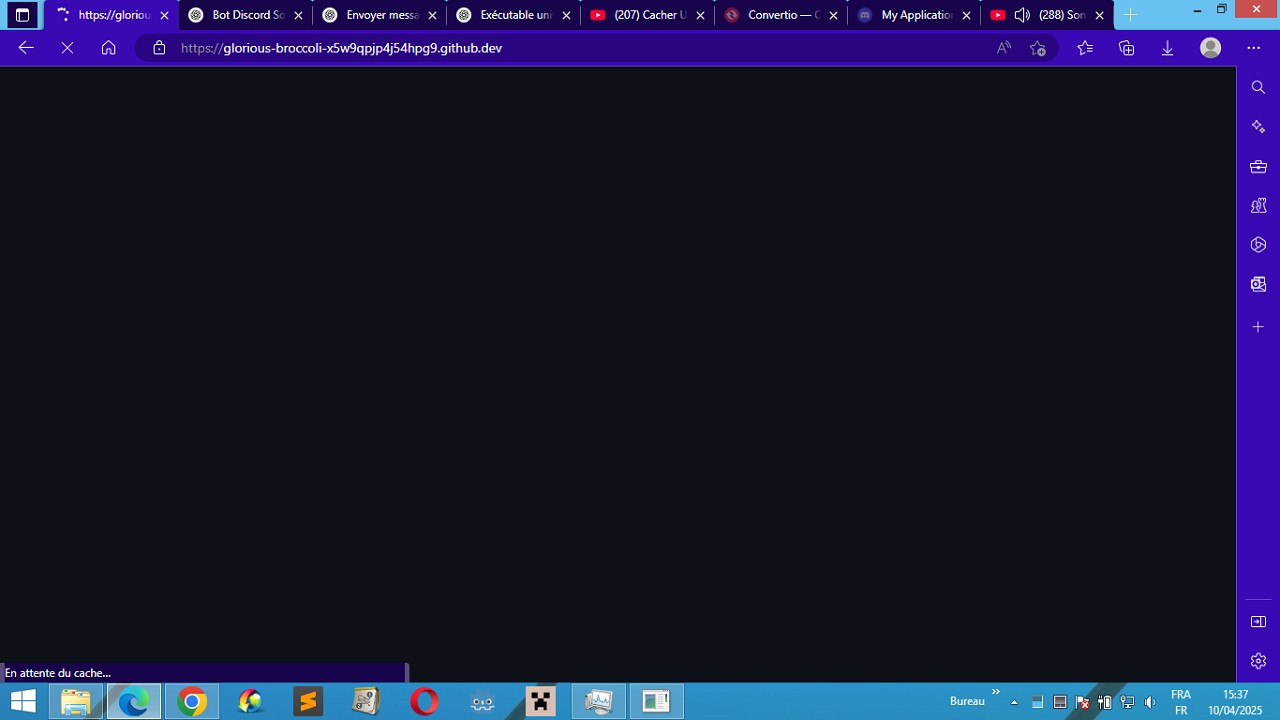 https://gloriou
Bot Discord So
Envoyer messa
Exécutable uni
(207) Cacher U
Convertio — C
My Application
(288) Son
https://glorious-broccoli-x5w9qpjp4j54hpg9.github.dev
En attente du cache...
Bureau
FRA
FR
15:37
10/04/2025